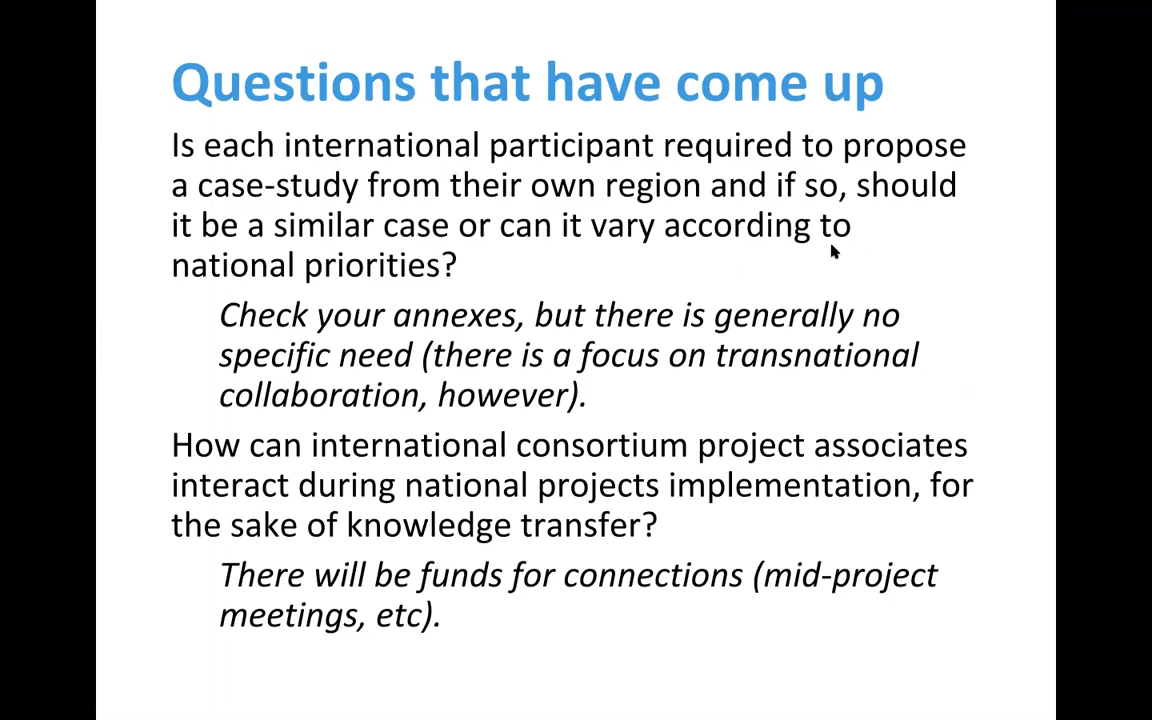 Questions that have come up
Is each international participant required to propose
a case-study from their own region and if so, should
it be a similar case or can it vary according to
national priorities?
Check your annexes, but there is generally no
specific need (there is a focus on transnational
collaboration, however).
How can international consortium project associates
interact during national projects implementation, for
the sake of knowledge transfer?
There will be funds for connections (mid-project
meetings, etc).